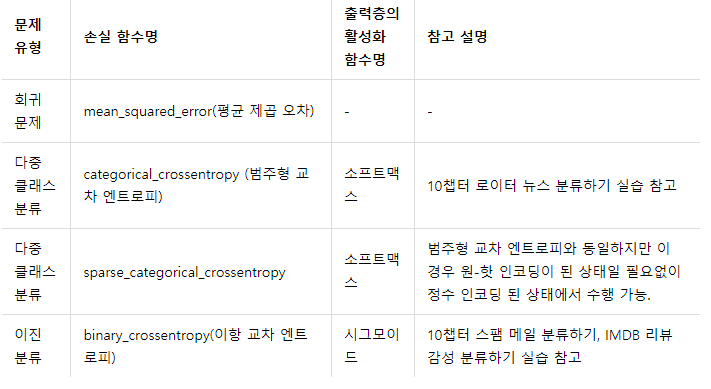 문제
유형
손실 함수명
출력층의
활성화
함수명
참고 설명
회귀
문제
mean_squared_error(평균 제곱 오차)
-
-
다중
클래스
분류
categorical_crossentropy (범주형 교
차 엔트로피)
소프트맥
스
10챕터 로이터 뉴스 분류하기 실습 참고
다중
클래스
분류
sparse_categorical_crossentropy
소프트맥
스
범주형 교차 엔트로피와 동일하지만 이
경우 원-핫 인코딩이 된 상태일 필요없이
정수 인코딩 된 상태에서 수행 가능.
이진
분류
binary_crossentropy(이항 교차 엔트
로피)
시그모이
드
10챕터 스팸 메일 분류하기, IMDB 리뷰
감성 분류하기 실습 참고